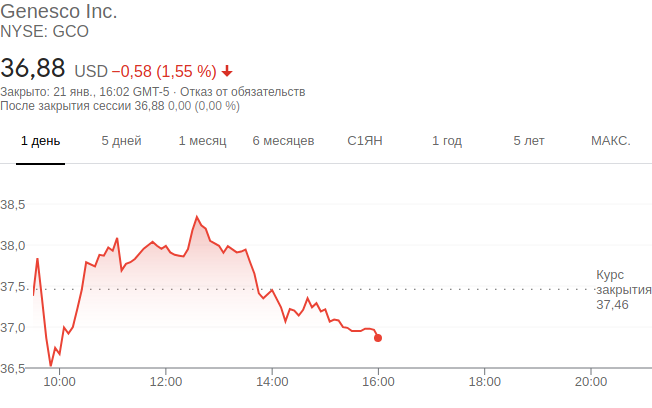 Genesco Inc.
NYSE: GCO
36,88 USD −0,58 (1,55 %)
Закрыто: 21 янв., 16:02 GMT-5 · Отказ от обязательств
После закрытия сессии 36,88 0,00 (0,00 %)
1 день 5 дней 1 месяц 6 месяцев С1ЯН 1 год 5 лет МАКС.
38,5
38,0
37,5
37,0
36,5
Курс
закрытия
37,46
10:00 12:00 14:00 16:00 18:00 20:00